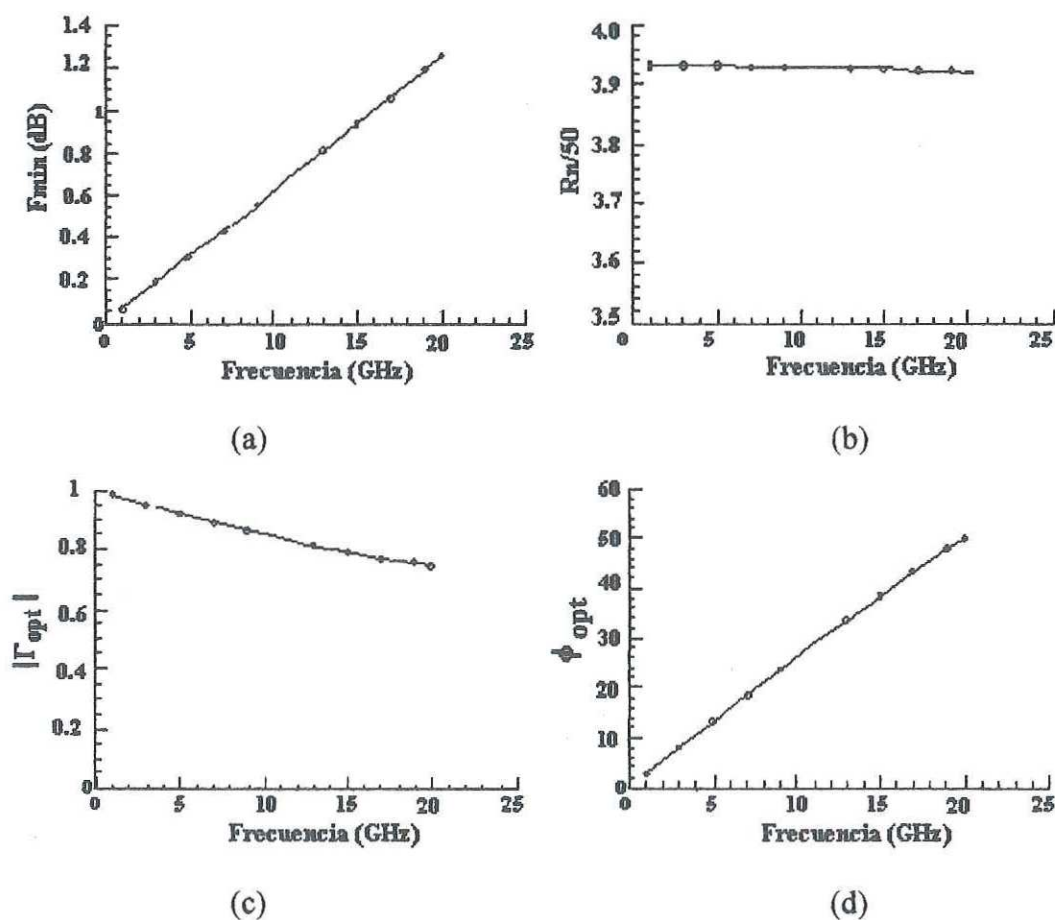 4.0
3.9
3.8
3.7
3.6
3.5
Rn/50
0 5 10 15 20 25
Frecuencia (GHz)
(b)
1.4
1.2
1
0.8
0.6
0.4
0.2
0
Fmin (dB)
0 5 10 15 20 25
Frecuencia (GHz)
(a)
1
0.8
0.6
0.4
0.2
0
|Γopt|
0 5 10 15 20 25
Frecuencia (GHz)
(c)
60
50
40
30
20
10
0
ϕopt
0 5 10 15 20 25
Frecuencia (GHz)
(d)